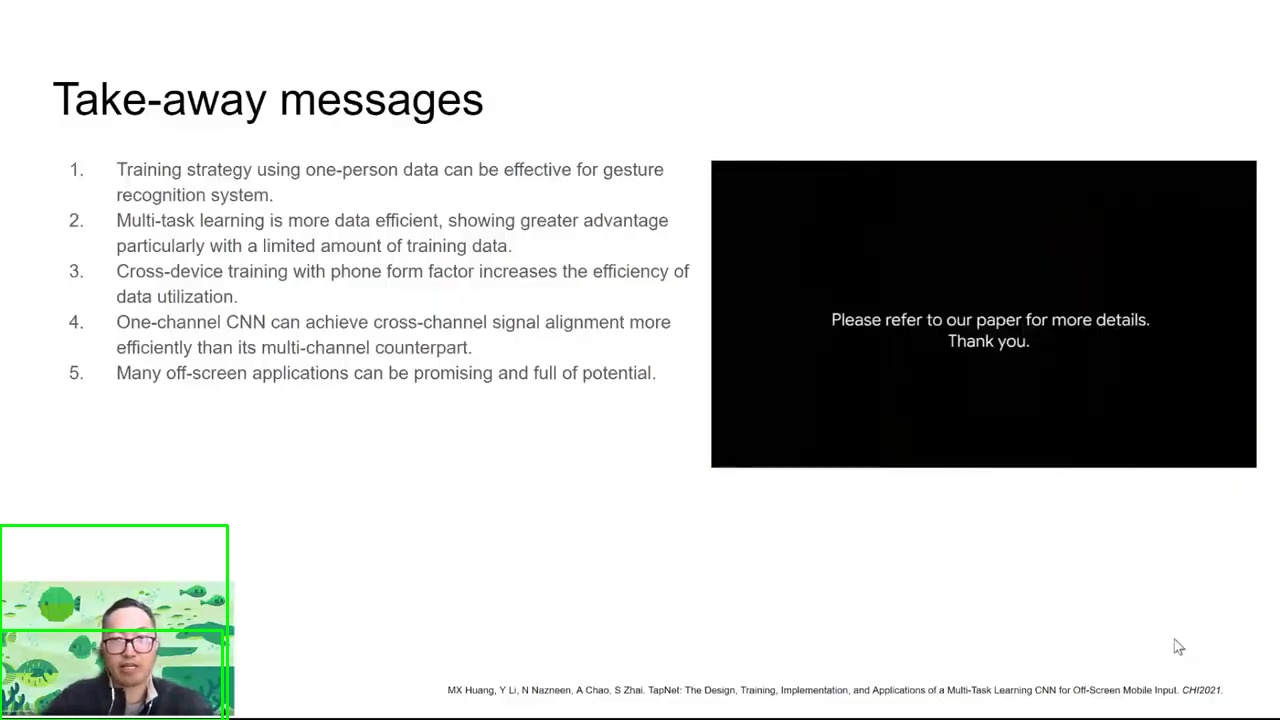 Take-away messages
1. Training strategy using one-person data can be effective for gesture
recognition system.
2. Multi-task learning is more data efficient, showing greater advantage
particularly with a limited amount of training data.
3. Cross-device training with phone form factor increases the efficiency of
data utilization.
4. One-channel CNN can achieve cross-channel signal alignment more
efficiently than its multi-channel counterpart.
5. Many off-screen applications can be promising and full of potential.
Please refer to our paper for more details.
Thank you.
MX Huang, Y Li, N Nazneen, A Chao, S Zhai. TapNet: The Design, Training, Implementation, and Applications of a Multi-Task Learning CNN for Off-Screen Mobile Input. CHI2021.